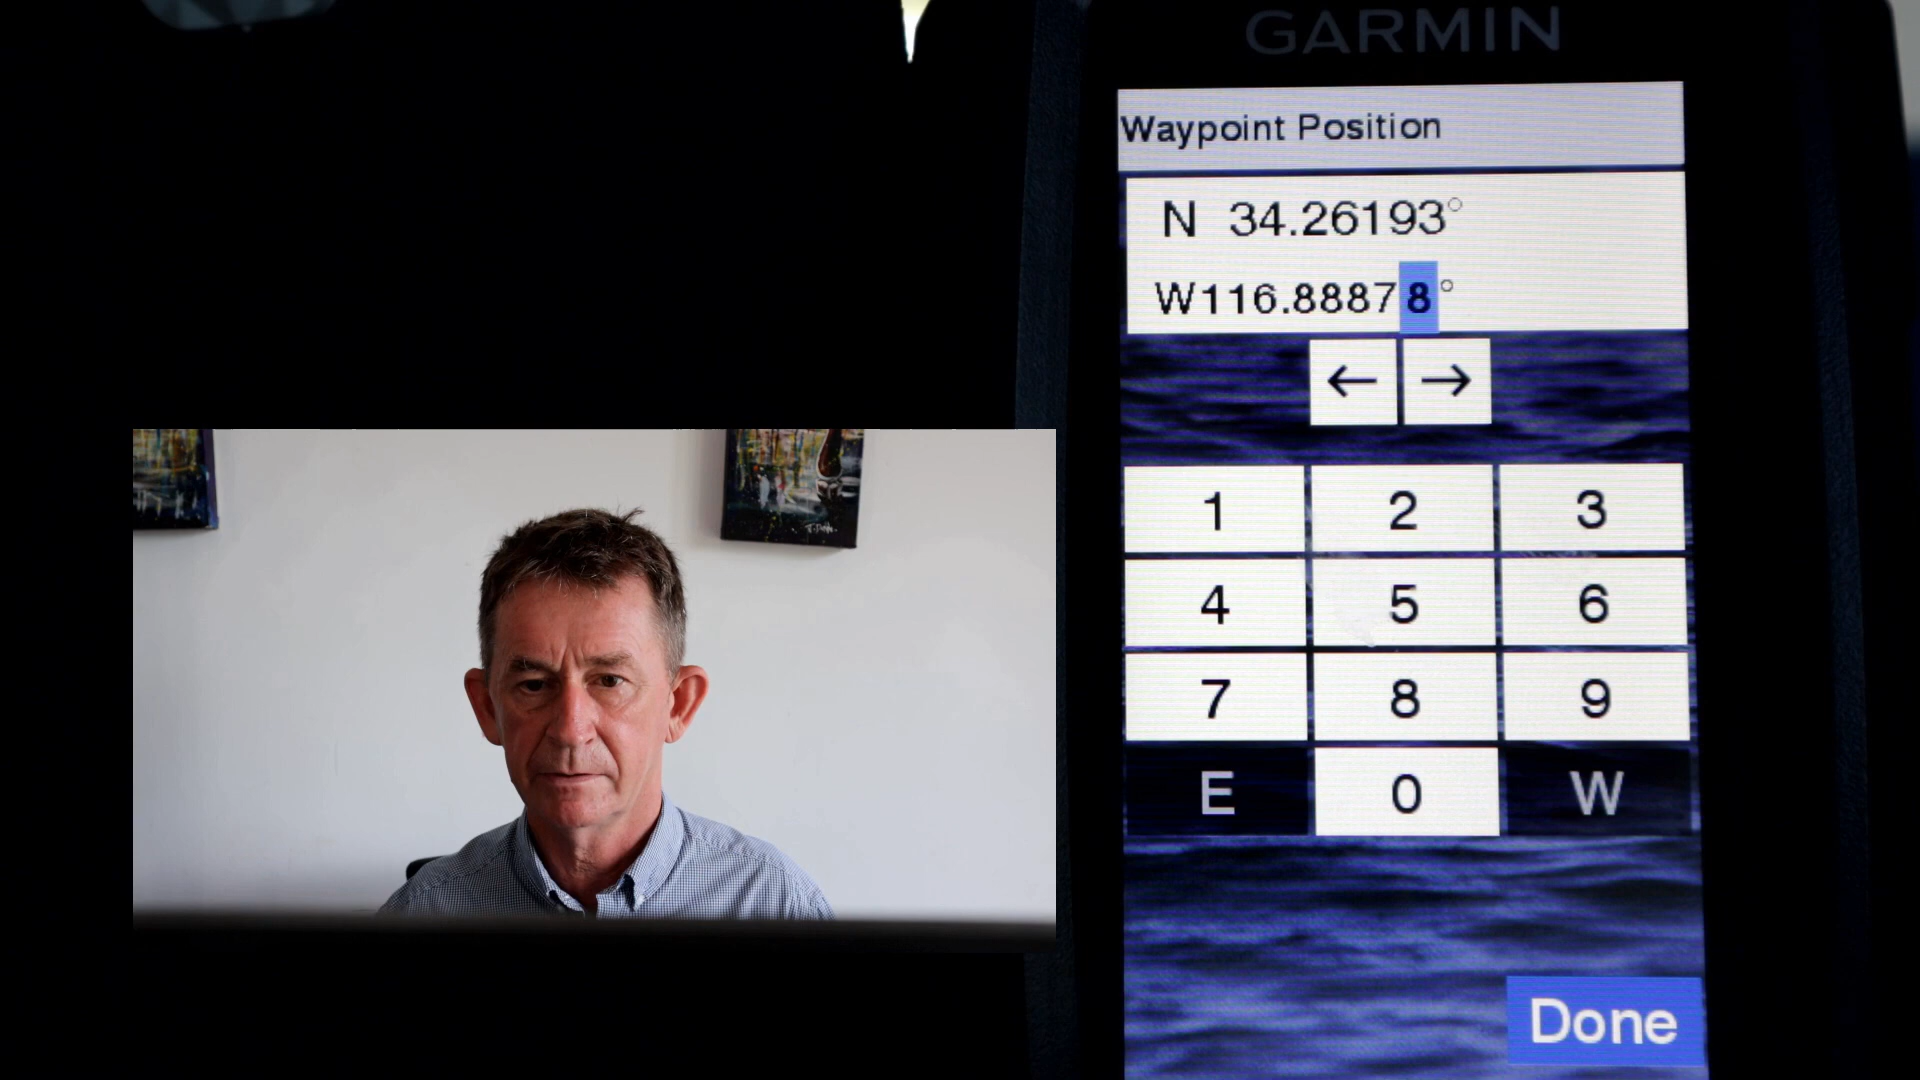 GARMIN
Waypoint Position
N 34.26193°
W116.88878°
← →
1 2 3
4 5 6
7 8 9
E 0 W
Done